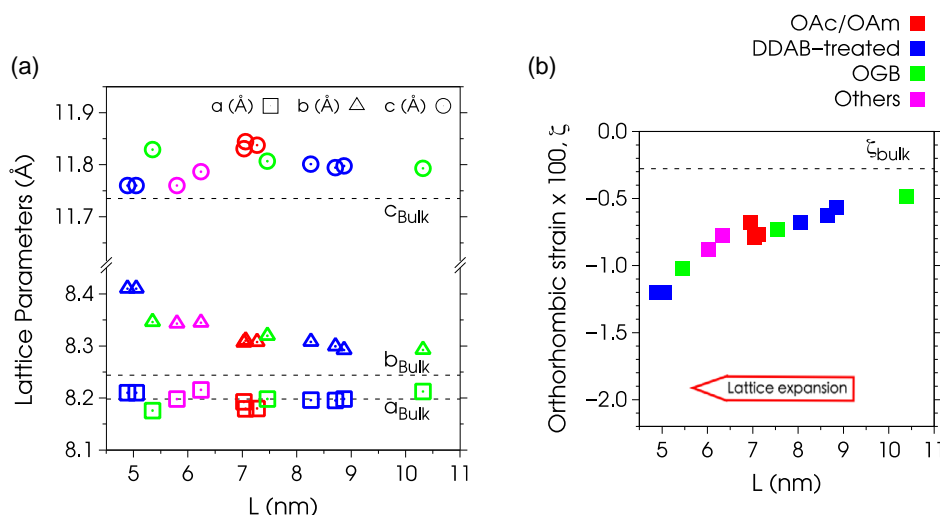 (a)
a (Å) b (Å) c (Å)
11.9
11.8
11.7
8.4
8.3
8.2
8.1
Lattice Parameters (Å)
cBulk
bBulk
aBulk
5 6 7 8 9 10 11
L (nm)
OAc/OAm
DDAB-treated
OGB
Others
(b)
0.0
−0.5
−1.0
−1.5
−2.0
Orthorhombic strain x 100, ζ
ζbulk
Lattice expansion
5 6 7 8 9 10 11
L (nm)